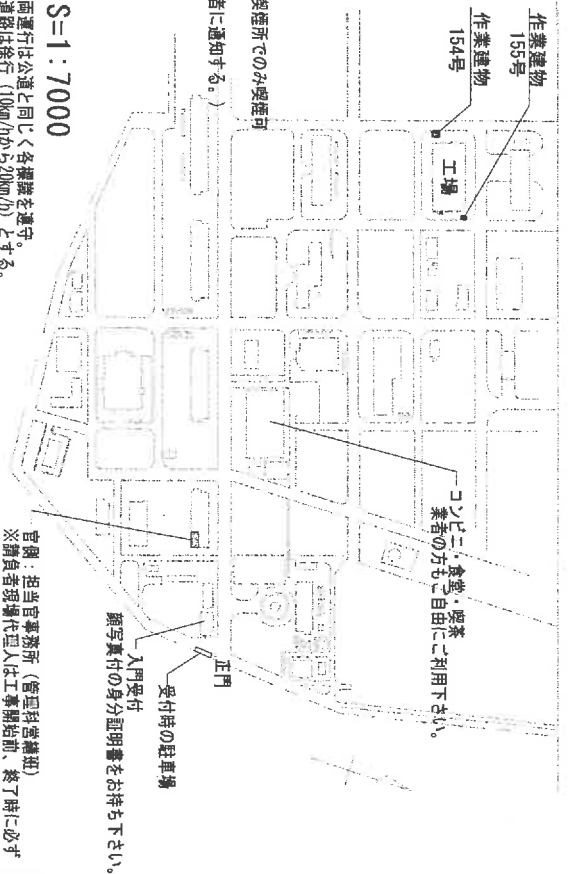 作業建物
155号
作業建物
154号
工場
喫煙所でのみ喫煙可
者に通知する。)
S=1:7000
両運行は公道と同じく各標識を遵守。
道路は徐行(10km/hから20km/h)とする。
コンビニ・食堂・喫茶
業者の方もご自由にご利用下さい。
正門
受付時の駐車場
入門受付
顔写真付の身分証明書をお持ち下さい。
官側:担当官事務所(管理科営繕班)
※請負者現場代理人は工事開始前、終了時に必ず